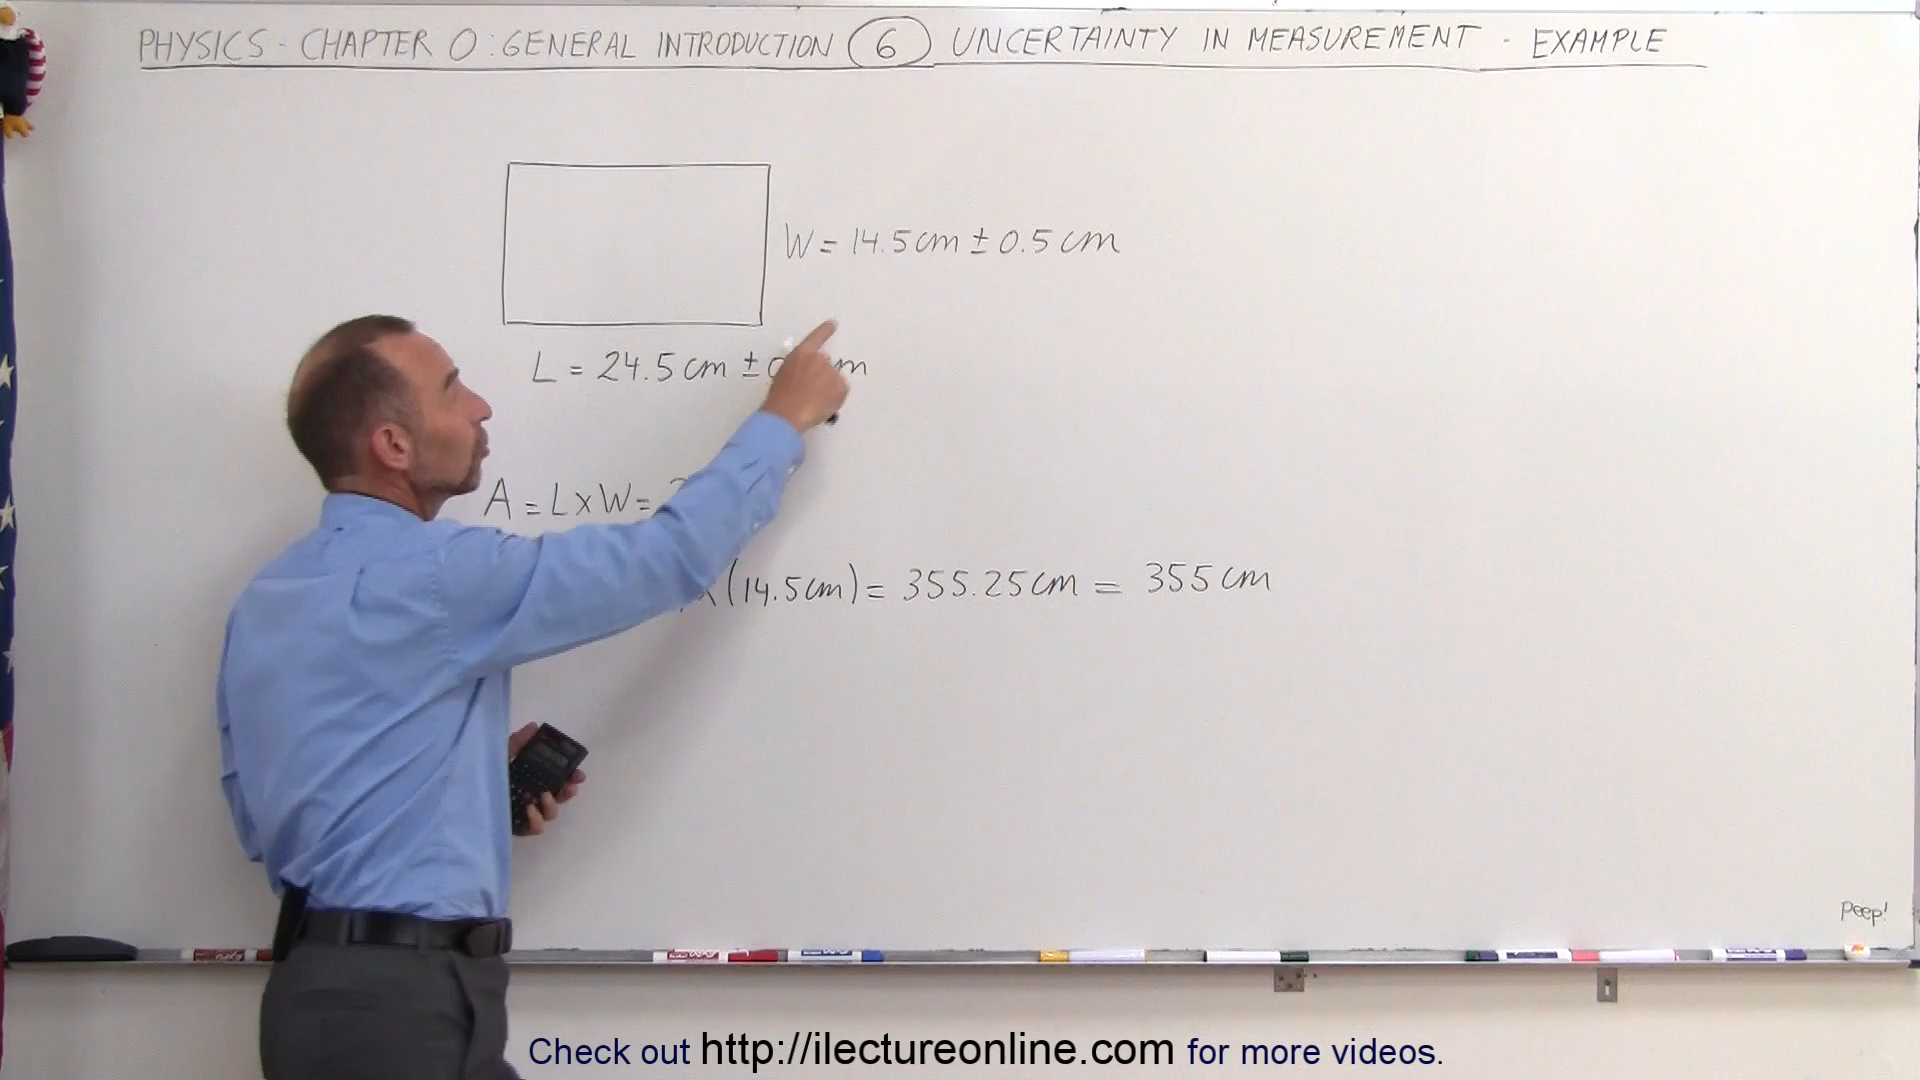 PHYSICS - CHAPTER 0: GENERAL INTRODUCTION 6 UNCERTAINTY IN MEASUREMENT - EXAMPLE
W = 14.5 cm ± 0.5 cm
L = 24.5 cm ± cm
A = L x W =
(14.5 cm) = 355.25 cm = 355 cm
Peep!
Check out http://ilectureonline.com for more videos.